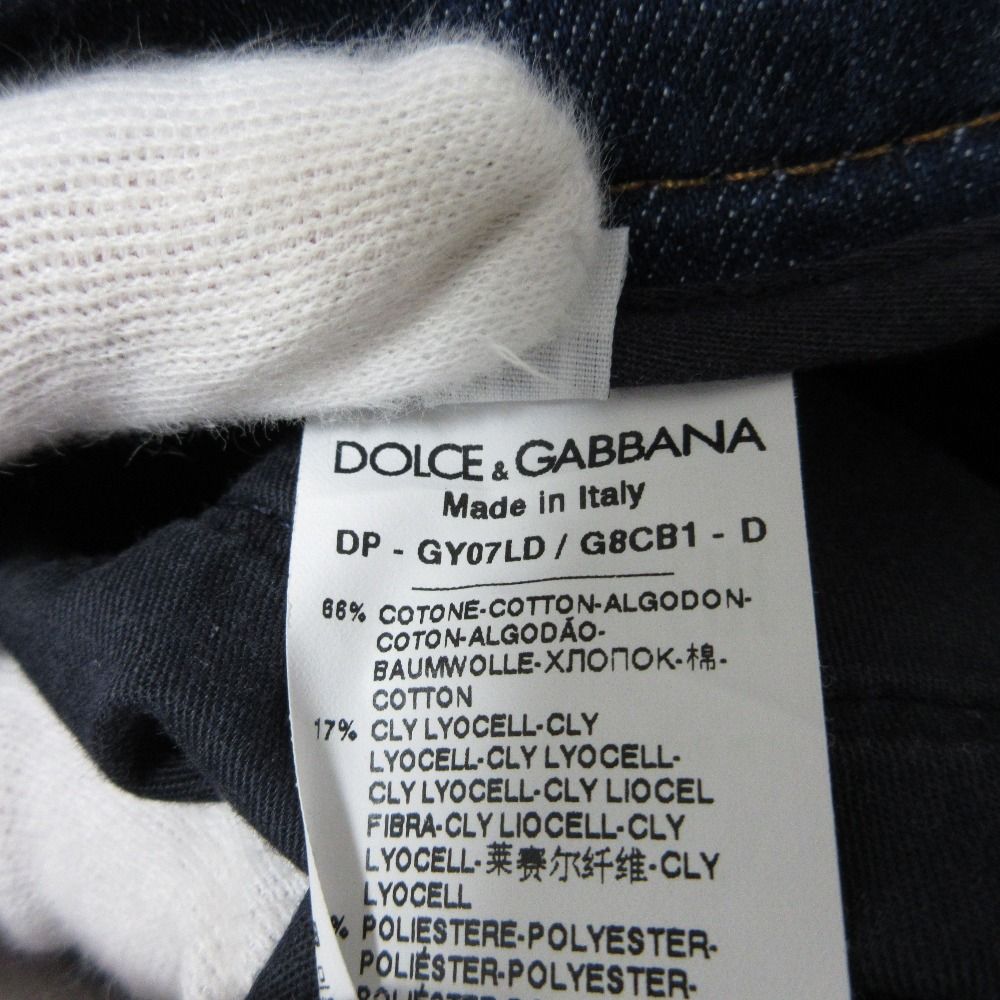 DOLCE & GABBANA
Made in Italy
DP - GY07LD / G8CB1 - D
66% COTONE-COTTON-ALGODON-
COTON-ALGODÃO-
BAUMWOLLE-ХЛОПОК-棉-
COTTON
17% CLY LYOCELL-CLY
LYOCELL-CLY LYOCELL-
CLY LYOCELL-CLY LIOCEL
FIBRA-CLY LIOCELL-CLY
LYOCELL-莱赛尔纤维-CLY
LYOCELL
% POLIESTERE-POLYESTER-
POLIÉSTER-POLYESTER-